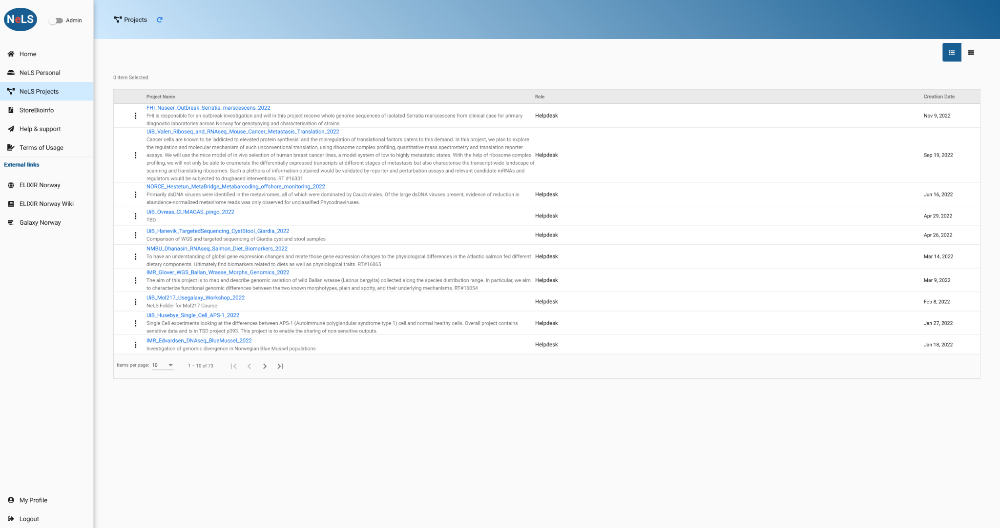 NeLS
Admin
Home
NeLS Personal
NeLS Projects
StoreBioinfo
Help & support
Terms of Usage
External links
ELIXIR Norway
ELIXIR Norway Wiki
Galaxy Norway
My Profile
Logout
Projects
0 Item Selected
Project Name Role Creation Date
FHI_Naseer_Outbreak_Serratia_marscescens_2022
FHI is responsible for an outbreak investigation and will in this project receive whole genome sequences of isolated Serratia marscescens from clinical case for primary
diagnostic laboratories across Norway for genotypying and characterisation of strains.
Helpdesk
Nov 9, 2022
UiB_Valen_Riboseq_and_RNAseq_Mouse_Cancer_Metastasis_Translation_2022
Cancer cells are known to be ‘addicted to elevated protein synthesis’ and the misregulation of translational factors caters to this demand. In this project, we plan to explore
the regulation and molecular mechanism of such unconventional translation, using ribosome complex profiling, quantitative mass spectrometry and translation reporter
assays. We will use the mice model of in vivo selection of human breast cancer lines, a model system of low to highly metastatic states. With the help of ribosome complex
profiling, we will not only be able to enumerate the differentially expressed transcripts at different stages of metastasis but also characterise the transcript-wide landscape of
scanning and translating ribosomes. Such a plethora of information obtained would be validated by reporter and perturbation assays and relevant candidate mRNAs and
regulators would be subjected to drugbased interventions. RT #16331
Helpdesk
Sep 19, 2022
NORCE_Hestetun_MetaBridge_Metabarcoding_offshore_monitoring_2022
Primarily dsDNA viruses were identified in the metaviromes, all of which were dominated by Caudovirales. Of the large dsDNA viruses present, evidence of reduction in
abundance-normalized metavirome reads was only observed for unclassified Phycodnaviruses.
Helpdesk
Jun 16, 2022
UiB_Ovreas_CLIMAGAS_pingo_2022
TBD
Helpdesk
Apr 29, 2022
UiB_Hanevik_TargetedSequencing_CystStool_Giardia_2022
Comparison of WGS and targeted sequencing of Giardia cyst and stool samples
Helpdesk
Apr 26, 2022
NMBU_Dhanasiri_RNAseq_Salmon_Diet_Biomarkers_2022
To have an understanding of global gene expression changes and relate those gene expression changes to the physiological differences in the Atlantic salmon fed different
dietary components. Ultimately find biomarkers related to diets as well as physiological traits. RT#16065
Helpdesk
Mar 14, 2022
IMR_Glover_WGS_Ballan_Wrasse_Morphs_Genomics_2022
The aim of this project is to map and describe genomic variation of wild Ballan wrasse (Labrus bergylta) collected along the species distribution range. In particular, we aim
to characterize functional genomic differences between the two known morphotypes, plain and spotty, and their underlying mechanisms. RT#16054
Helpdesk
Mar 9, 2022
UiB_Mol217_Usegalaxy_Workshop_2022
NeLS Folder for Mol217 Course.
Helpdesk
Feb 8, 2022
UiB_Husebye_Single_Cell_APS-1_2022
Single Cell experiments looking at the differences between APS-1 (Autoimmune polyglandular syndrome type 1) cell and normal healthy cells. Overall project contains
sensitive data and is in TSD project p393. This project is to enable the sharing of non-sensitive outputs.
Helpdesk
Jan 27, 2022
IMR_Edvardsen_DNAseq_BlueMussel_2022
Investigation of genomic divergence in Norwegian Blue Mussel populations
Helpdesk
Jan 18, 2022
Items per page: 10 1 – 10 of 73